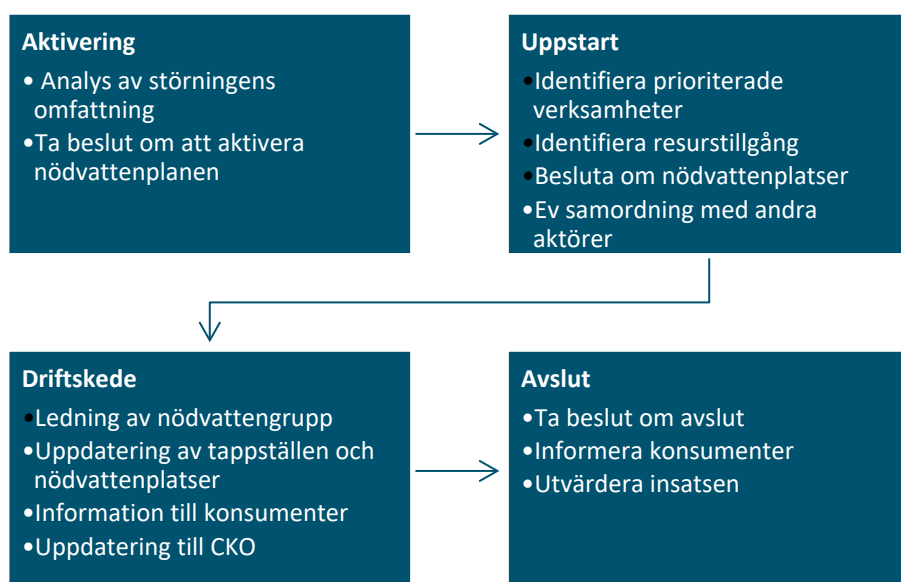 Aktivering
• Analys av störningens
omfattning
•Ta beslut om att aktivera
nödvattenplanen
Uppstart
•Identifiera prioriterade
verksamheter
•Identifiera resurstillgång
•Besluta om nödvattenplatser
•Ev samordning med andra
aktörer
Driftskede
•Ledning av nödvattengrupp
•Uppdatering av tappställen och
nödvattenplatser
•Information till konsumenter
•Uppdatering till CKO
Avslut
•Ta beslut om avslut
•Informera konsumenter
•Utvärdera insatsen